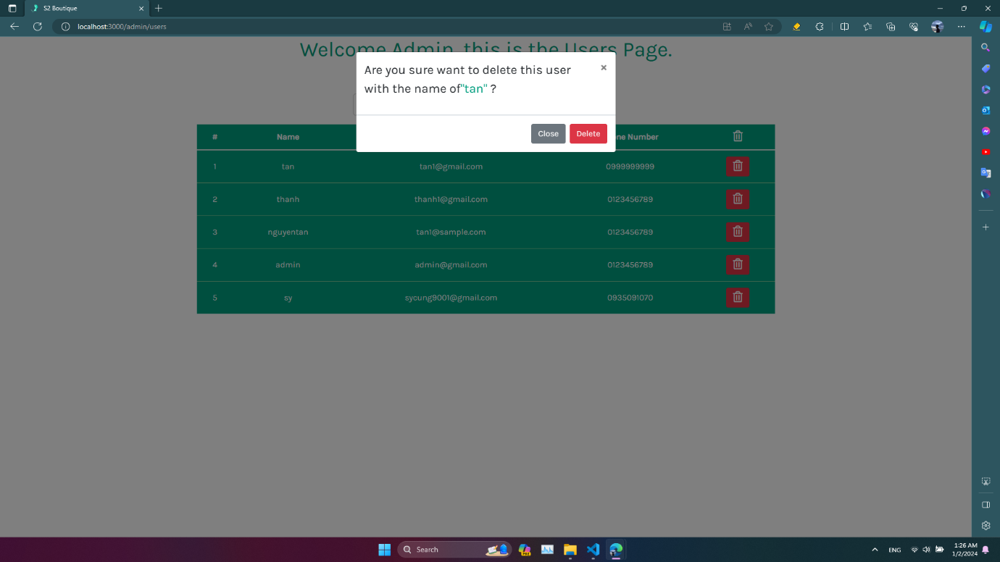 S2 Boutique
localhost:3000/admin/users
Welcome Admin, this is the Users Page.
Are you sure want to delete this user
with the name of"tan" ?
×
Close Delete
# Name ne Number
1 tan tan1@gmail.com 0999999999
2 thanh thanh1@gmail.com 0123456789
3 nguyentan tan1@sample.com 0123456789
4 admin admin@gmail.com 0123456789
5 sy sycung9001@gmail.com 0935091070
Search
PRE
ENG
1:26 AM
1/2/2024